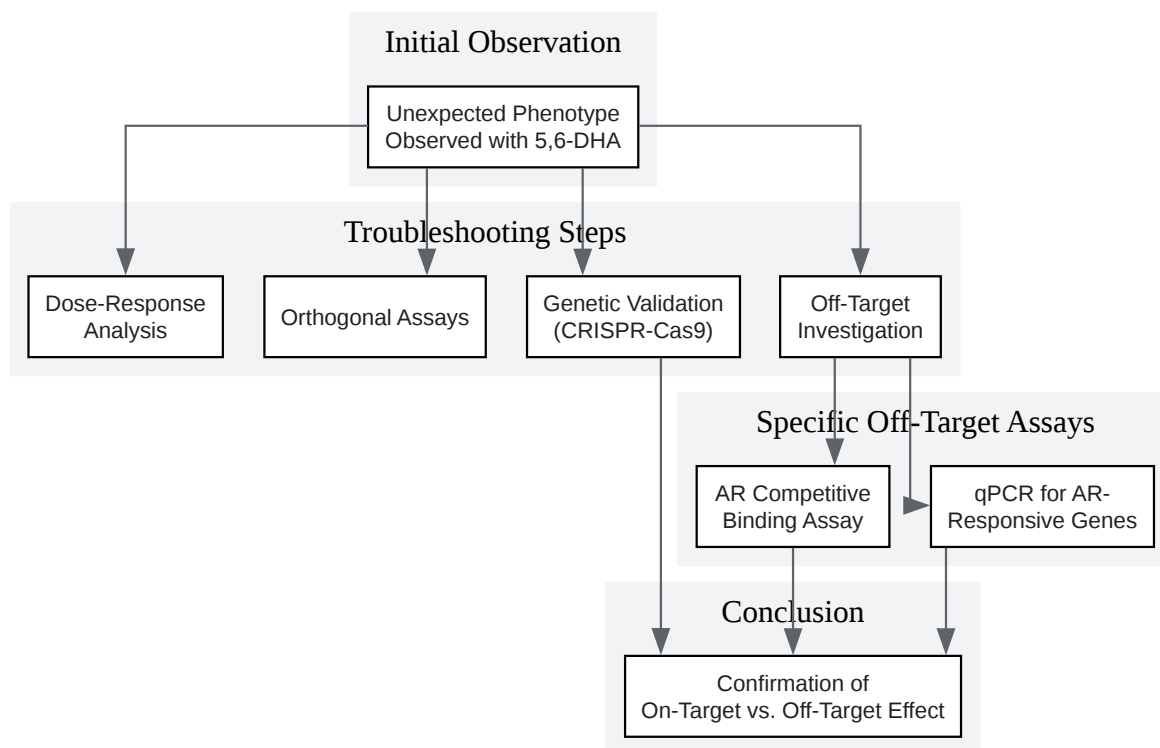 Initial Observation
Unexpected Phenotype
Observed with 5,6-DHA
Troubleshooting Steps
Dose-Response
Analysis
Orthogonal Assays
Genetic Validation
(CRISPR-Cas9)
Off-Target
Investigation
Specific Off-Target Assays
AR Competitive
Binding Assay
qPCR for AR-
Responsive Genes
Conclusion
Confirmation of
On-Target vs. Off-Target Effect